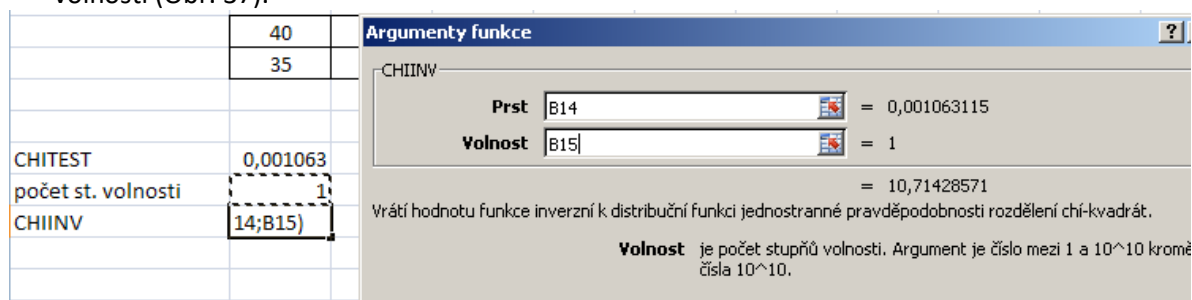 volnosti (Obr. 37).
40
35
CHITEST 0,001063
počet st. volnosti 1
CHIINV 14;B15)
Argumenty funkce ?
CHIINV
Prst B14 = 0,001063115
Volnost B15 = 1
= 10,71428571
Vrátí hodnotu funkce inverzní k distribuční funkci jednostranné pravděpodobnosti rozdělení chí-kvadrát.
Volnost je počet stupňů volnosti. Argument je číslo mezi 1 a 10^10 kromě
čísla 10^10.